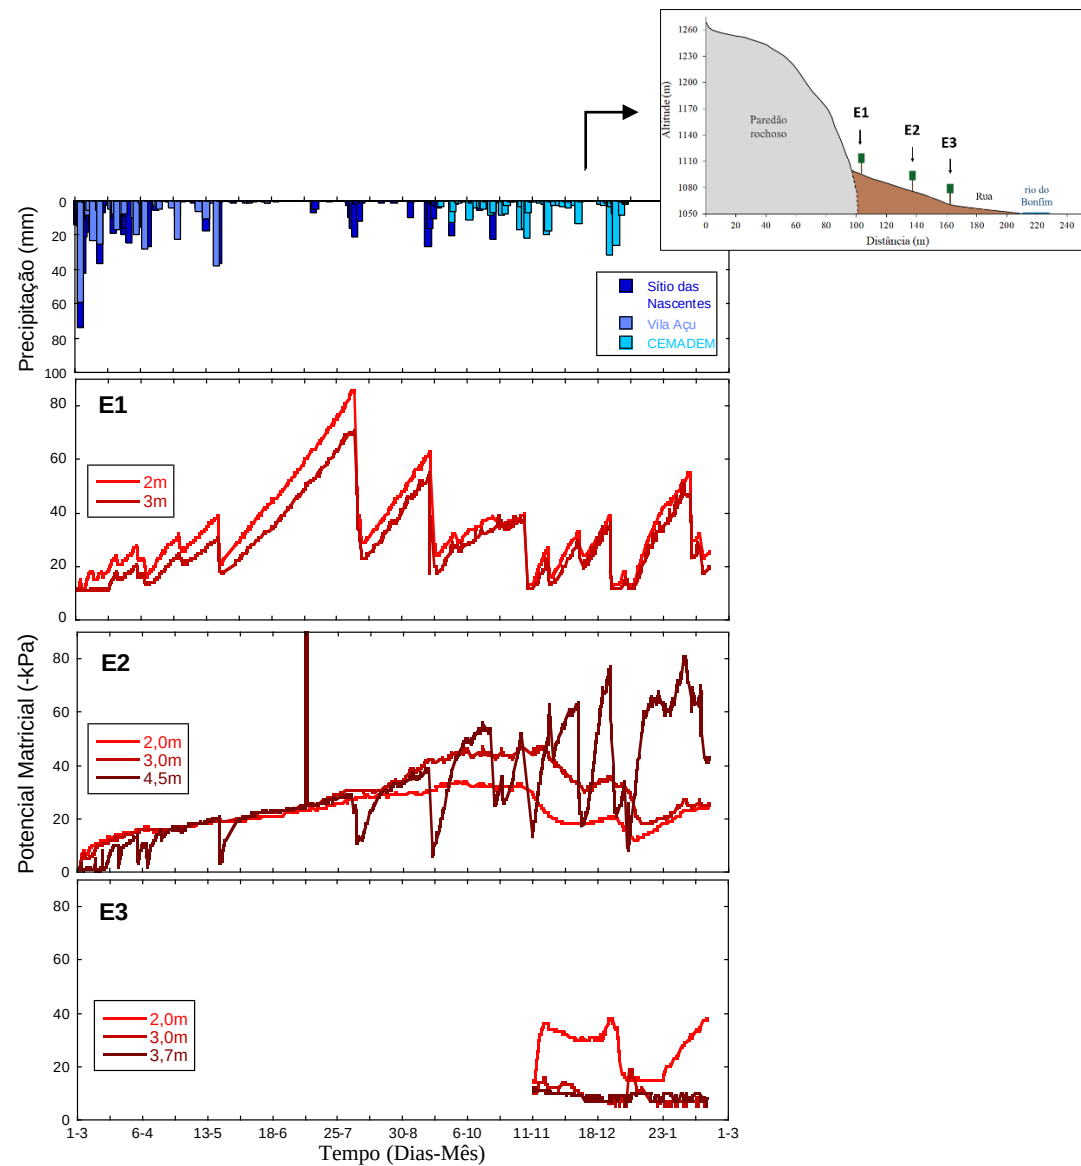 1260
1230
1200
1170
1140
1110
1080
1050
Altitude (m)
Paredão
rochoso
E1
E2
E3
Rua
rio do
Bonfim
0 20 40 60 80 100 120 140 160 180 200 220 240
Distância (m)
Precipitação (mm)
0
20
40
60
80
100
Sítio das
Nascentes
Vila Açu
CEMADEM
E1
80
60
40
20
0
2m
3m
Potencial Matricial (-kPa)
E2
80
60
40
20
0
2,0m
3,0m
4,5m
E3
80
60
40
20
0
2,0m
3,0m
3,7m
1-3 6-4 13-5 18-6 25-7 30-8 6-10 11-11 18-12 23-1 1-3
Tempo (Dias-Mês)